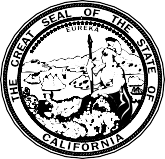 THE GREAT SEAL OF THE STATE OF CALIFORNIA
EUREKA